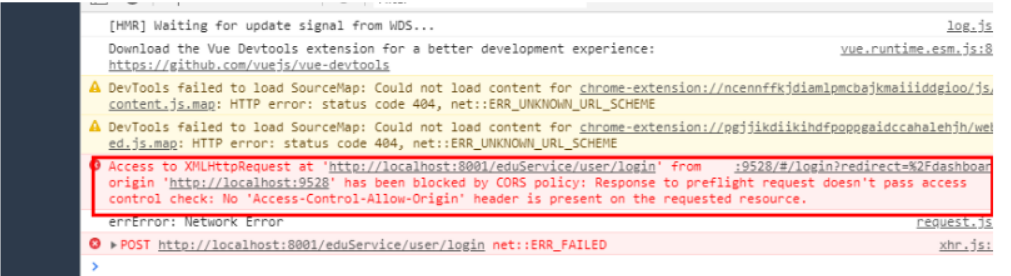 [HMR] Waiting for update signal from WDS... log.js
Download the Vue Devtools extension for a better development experience: vue.runtime.esm.js:8
https://github.com/vuejs/vue-devtools
DevTools failed to load SourceMap: Could not load content for chrome-extension://ncennffkjdiamlpmcbajkmaiiiddgioo/js/
content.js.map: HTTP error: status code 404, net::ERR_UNKNOWN_URL_SCHEME
DevTools failed to load SourceMap: Could not load content for chrome-extension://pgjjikdiikihdfpoppgaidccahalehjh/web
ed.js.map: HTTP error: status code 404, net::ERR_UNKNOWN_URL_SCHEME
Access to XMLHttpRequest at 'http://localhost:8001/eduService/user/login' from :9528/#/login?redirect=%2Fdashboar
origin 'http://localhost:9528' has been blocked by CORS policy: Response to preflight request doesn't pass access
control check: No 'Access-Control-Allow-Origin' header is present on the requested resource.
errError: Network Error request.js
POST http://localhost:8001/eduService/user/login net::ERR_FAILED xhr.js: